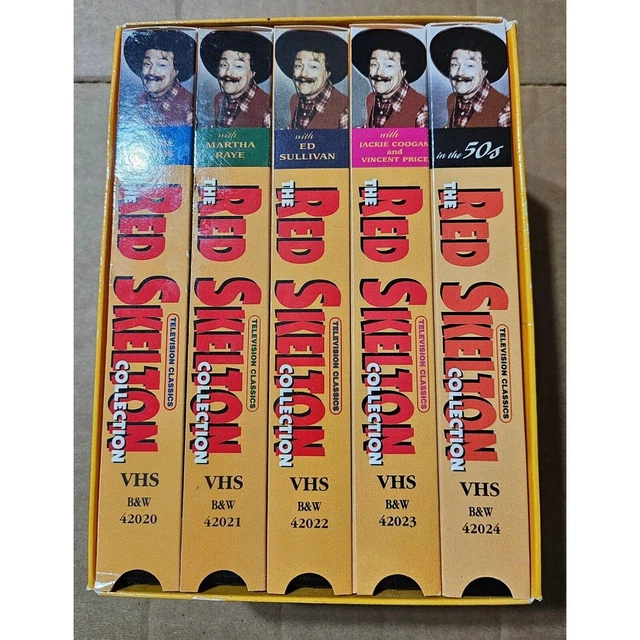 THE
RED SKELTON
TELEVISION CLASSICS
COLLECTION
VHS
B&W
42020
with
MARTHA
RAYE
THE
RED SKELTON
TELEVISION CLASSICS
COLLECTION
VHS
B&W
42021
with
ED
SULLIVAN
THE
RED SKELTON
TELEVISION CLASSICS
COLLECTION
VHS
B&W
42022
with
JACKIE COOGAN
and
VINCENT PRICE
THE
RED SKELTON
TELEVISION CLASSICS
COLLECTION
VHS
B&W
42023
in the 50s
THE
RED SKELTON
TELEVISION CLASSICS
COLLECTION
VHS
B&W
42024